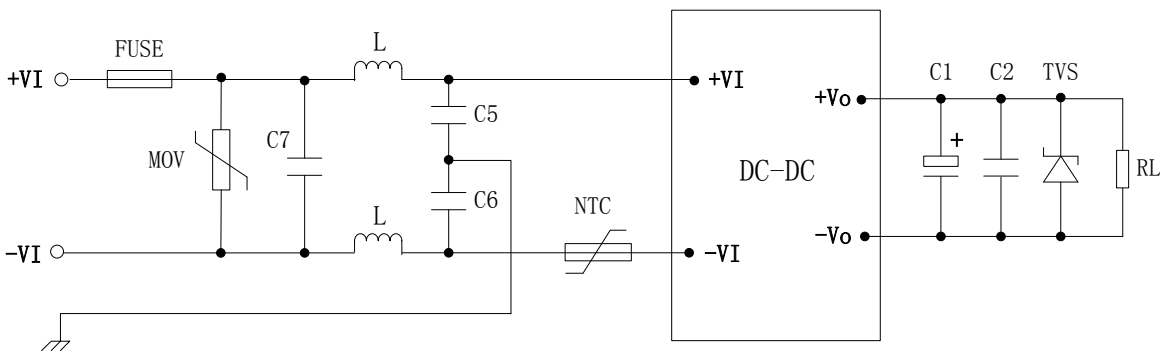 FUSE
L
+VI
+VI
C1
C2
TVS
+Vo
C5
+
MOV
C7
DC-DC
RL
C6
L
NTC
-Vo
-VI
-VI